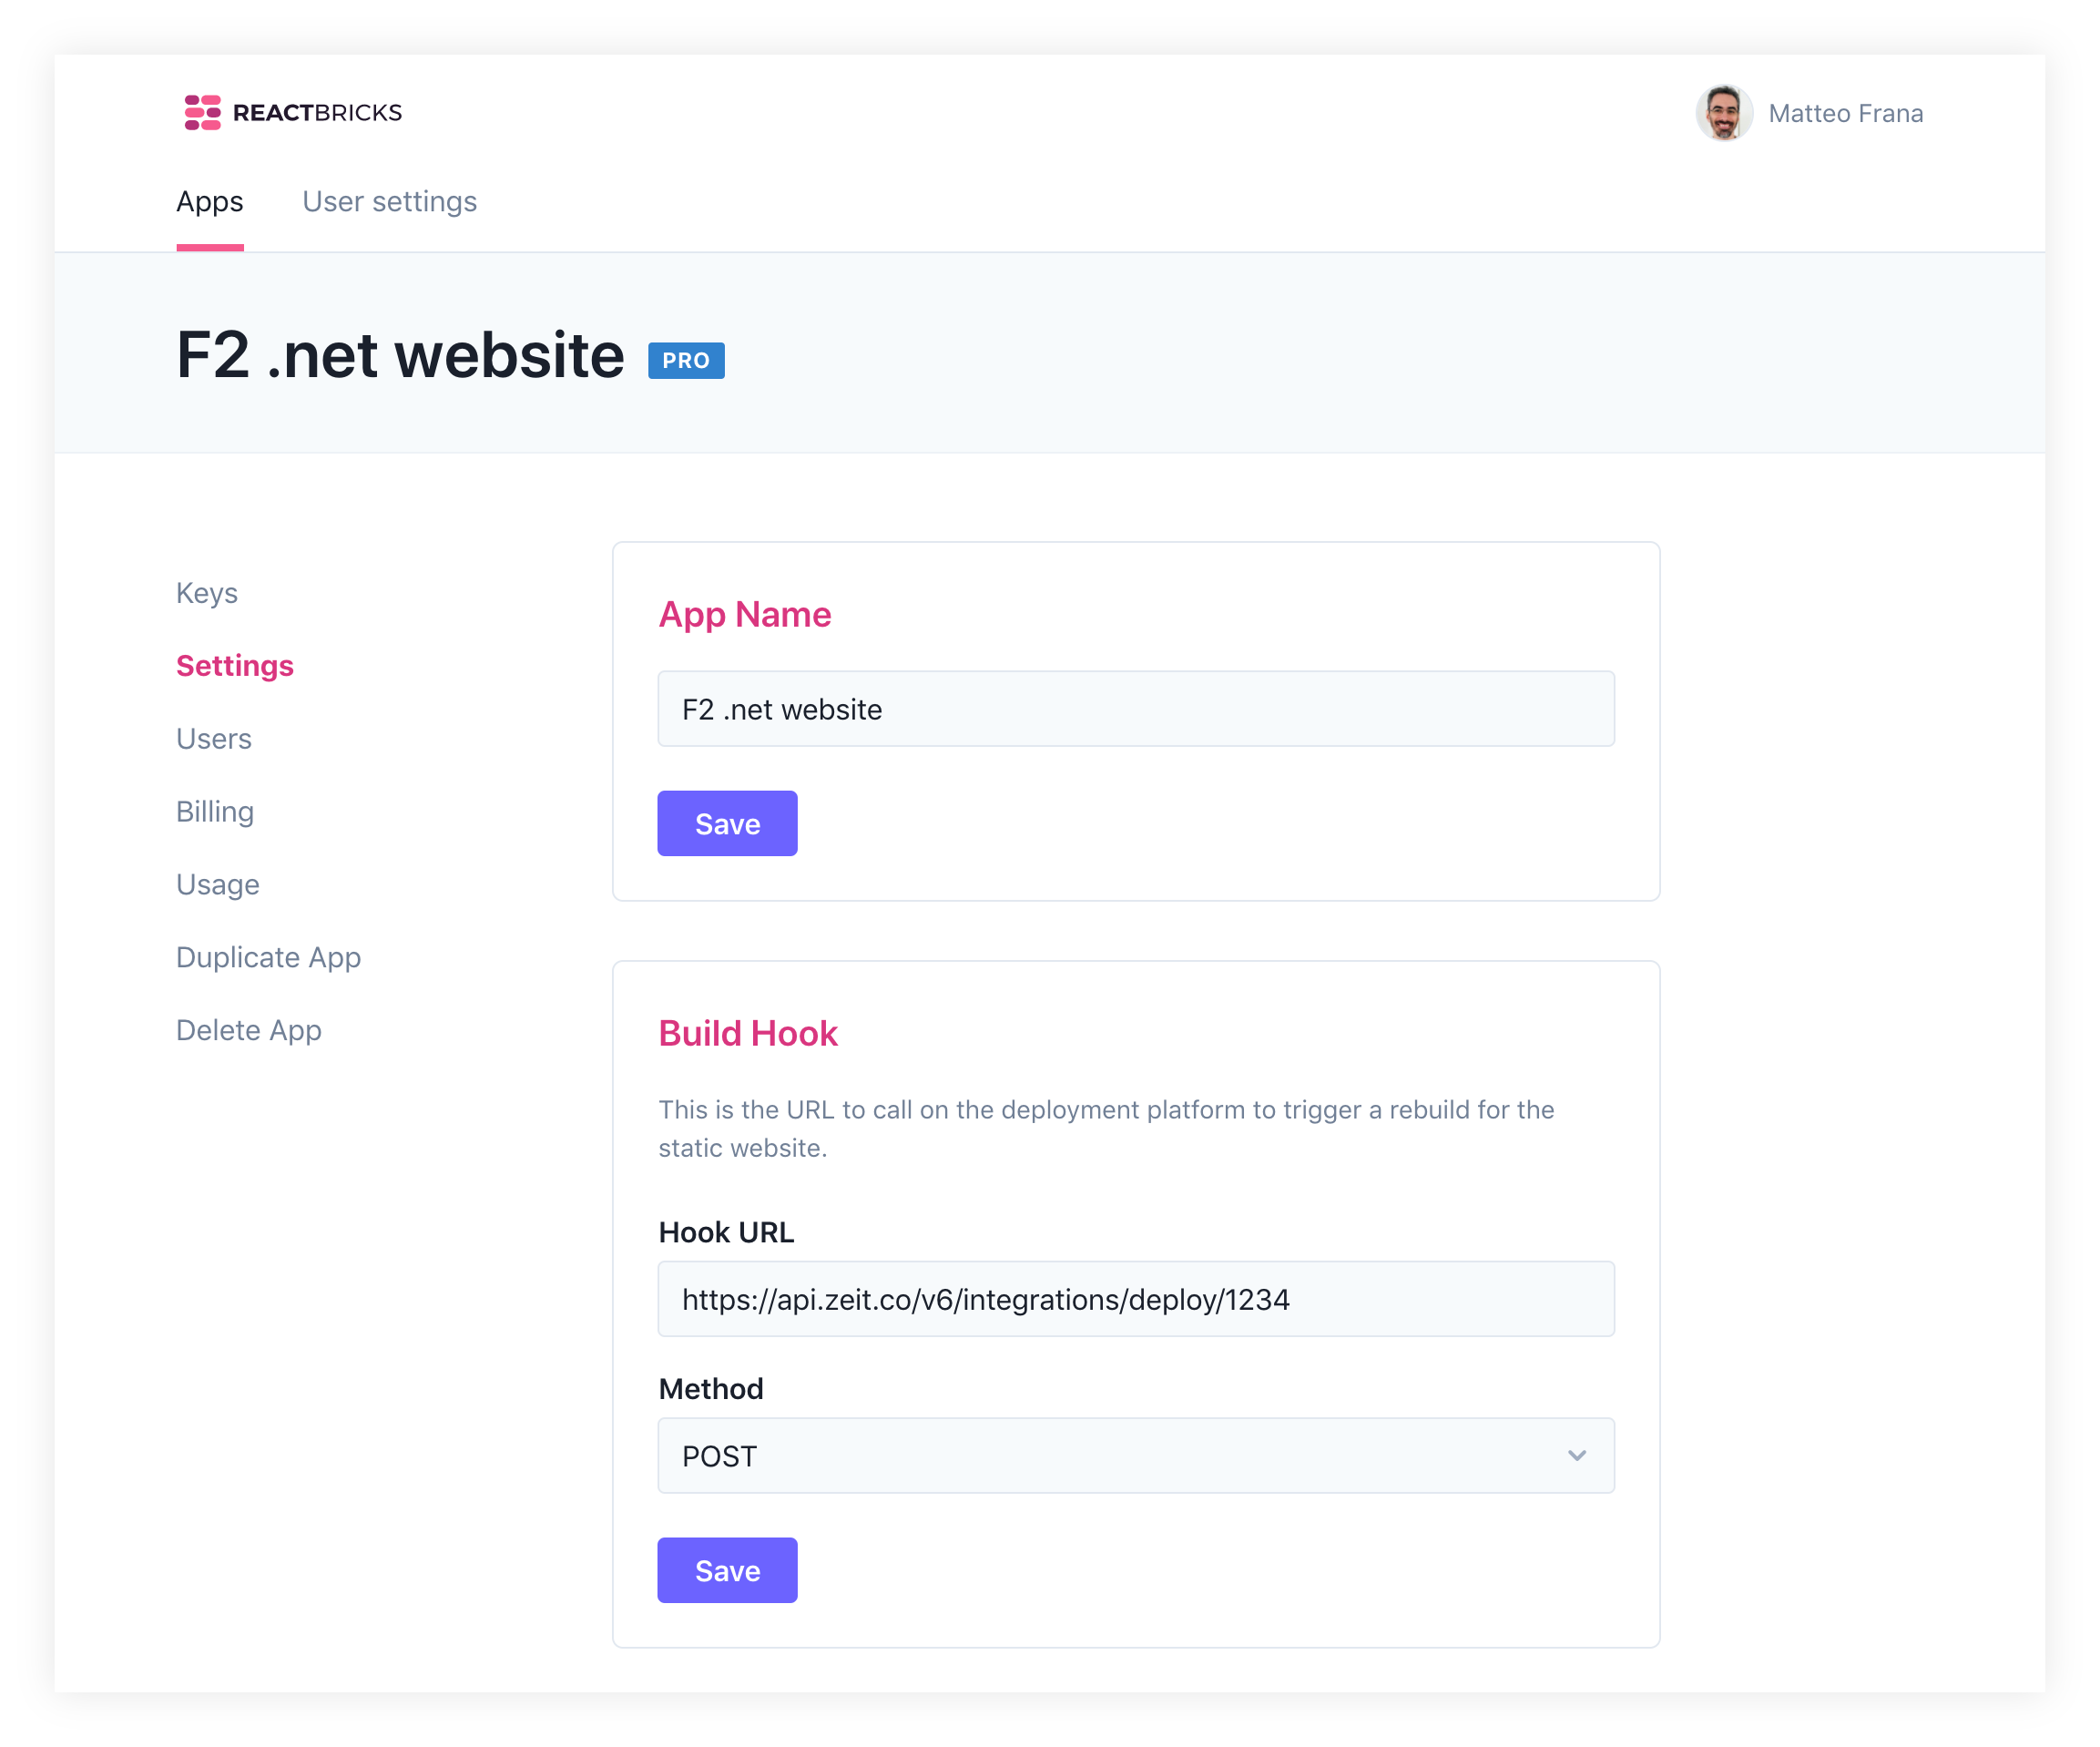 REACTBRICKS
Matteo Frana
Apps
User settings
F2 .net website
PRO
Keys
Settings
Users
Billing
Usage
Duplicate App
Delete App
App Name
F2 .net website
Save
Build Hook
This is the URL to call on the deployment platform to trigger a rebuild for the
static website.
Hook URL
https://api.zeit.co/v6/integrations/deploy/1234
Method
POST
Save